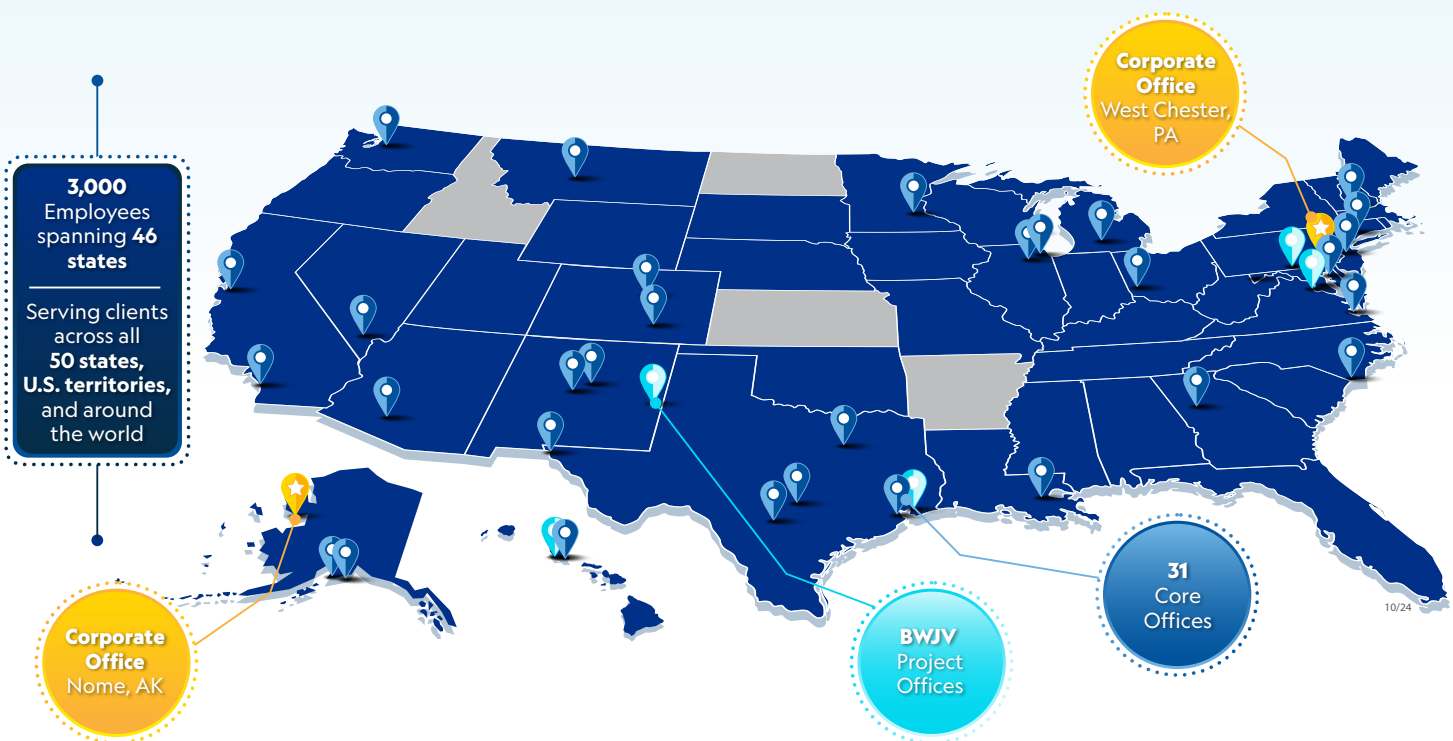 3,000
Employees
spanning 46
states
Serving clients
across all
50 states,
U.S. territories,
and around
the world
Corporate
Office
West Chester,
PA
Corporate
Office
Nome, AK
BWJV
Project
Offices
31
Core
Offices
10/24